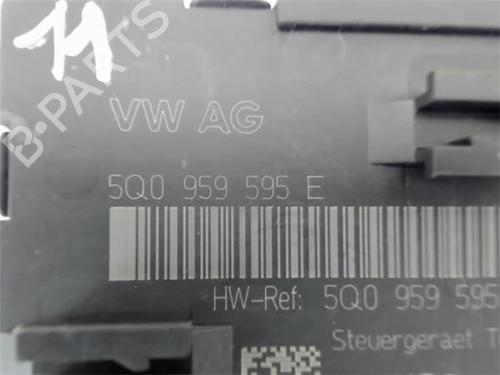 11
B-PARTS
VW AG
5Q0 959 595 E
HW-Ref: 5Q0 959 595
Steuergeraet